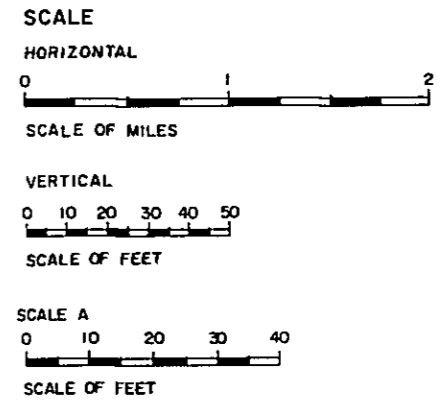 SCALE
HORIZONTAL
0 1 2
SCALE OF MILES
VERTICAL
0 10 20 30 40 50
SCALE OF FEET
SCALE A
0 10 20 30 40
SCALE OF FEET